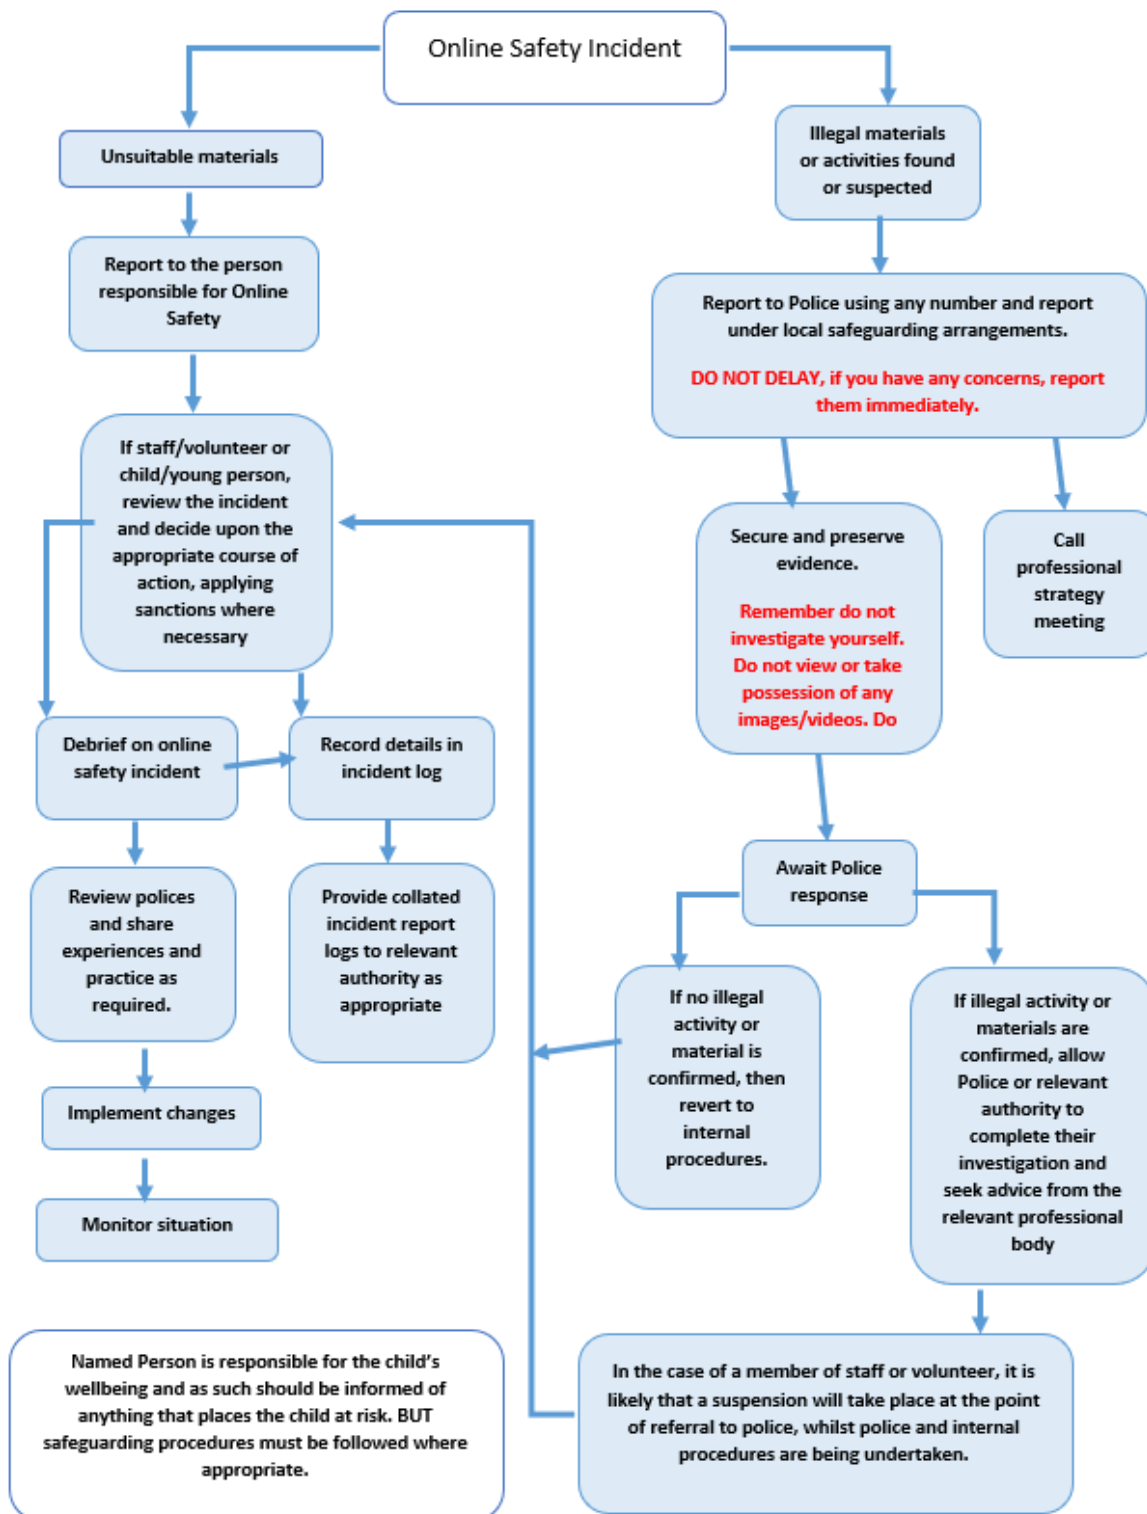 Online Safety Incident
Unsuitable materials
Illegal materials
or activities found
or suspected
Report to the person
responsible for Online
Safety
Report to Police using any number and report
under local safeguarding arrangements.
DO NOT DELAY, if you have any concerns, report
them immediately.
If staff/volunteer or
child/young person,
review the incident
and decide upon the
appropriate course of
action, applying
sanctions where
necessary
Secure and preserve
evidence.
Remember do not
investigate yourself.
Do not view or take
possession of any
images/videos. Do
Call
professional
strategy
meeting
Debrief on online
safety incident
Record details in
incident log
Review polices
and share
experiences and
practice as
required.
Provide collated
incident report
logs to relevant
authority as
appropriate
Await Police
response
If no illegal
activity or
material is
confirmed, then
revert to
internal
procedures.
If illegal activity or
materials are
confirmed, allow
Police or relevant
authority to
complete their
investigation and
seek advice from the
relevant professional
body
Implement changes
Monitor situation
Named Person is responsible for the child's
wellbeing and as such should be informed of
anything that places the child at risk. BUT
safeguarding procedures must be followed where
appropriate.
In the case of a member of staff or volunteer, it is
likely that a suspension will take place at the point
of referral to police, whilst police and internal
procedures are being undertaken.